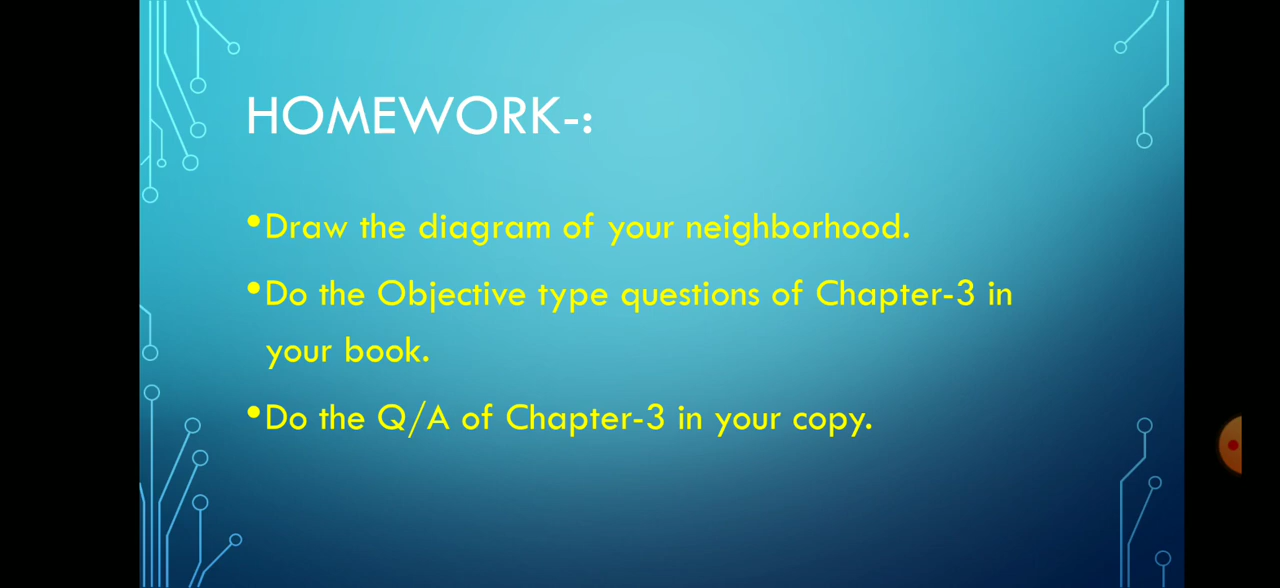 HOMEWORK-:
•Draw the diagram of your neighborhood.
•Do the Objective type questions of Chapter-3 in
your book.
•Do the Q/A of Chapter-3 in your copy.